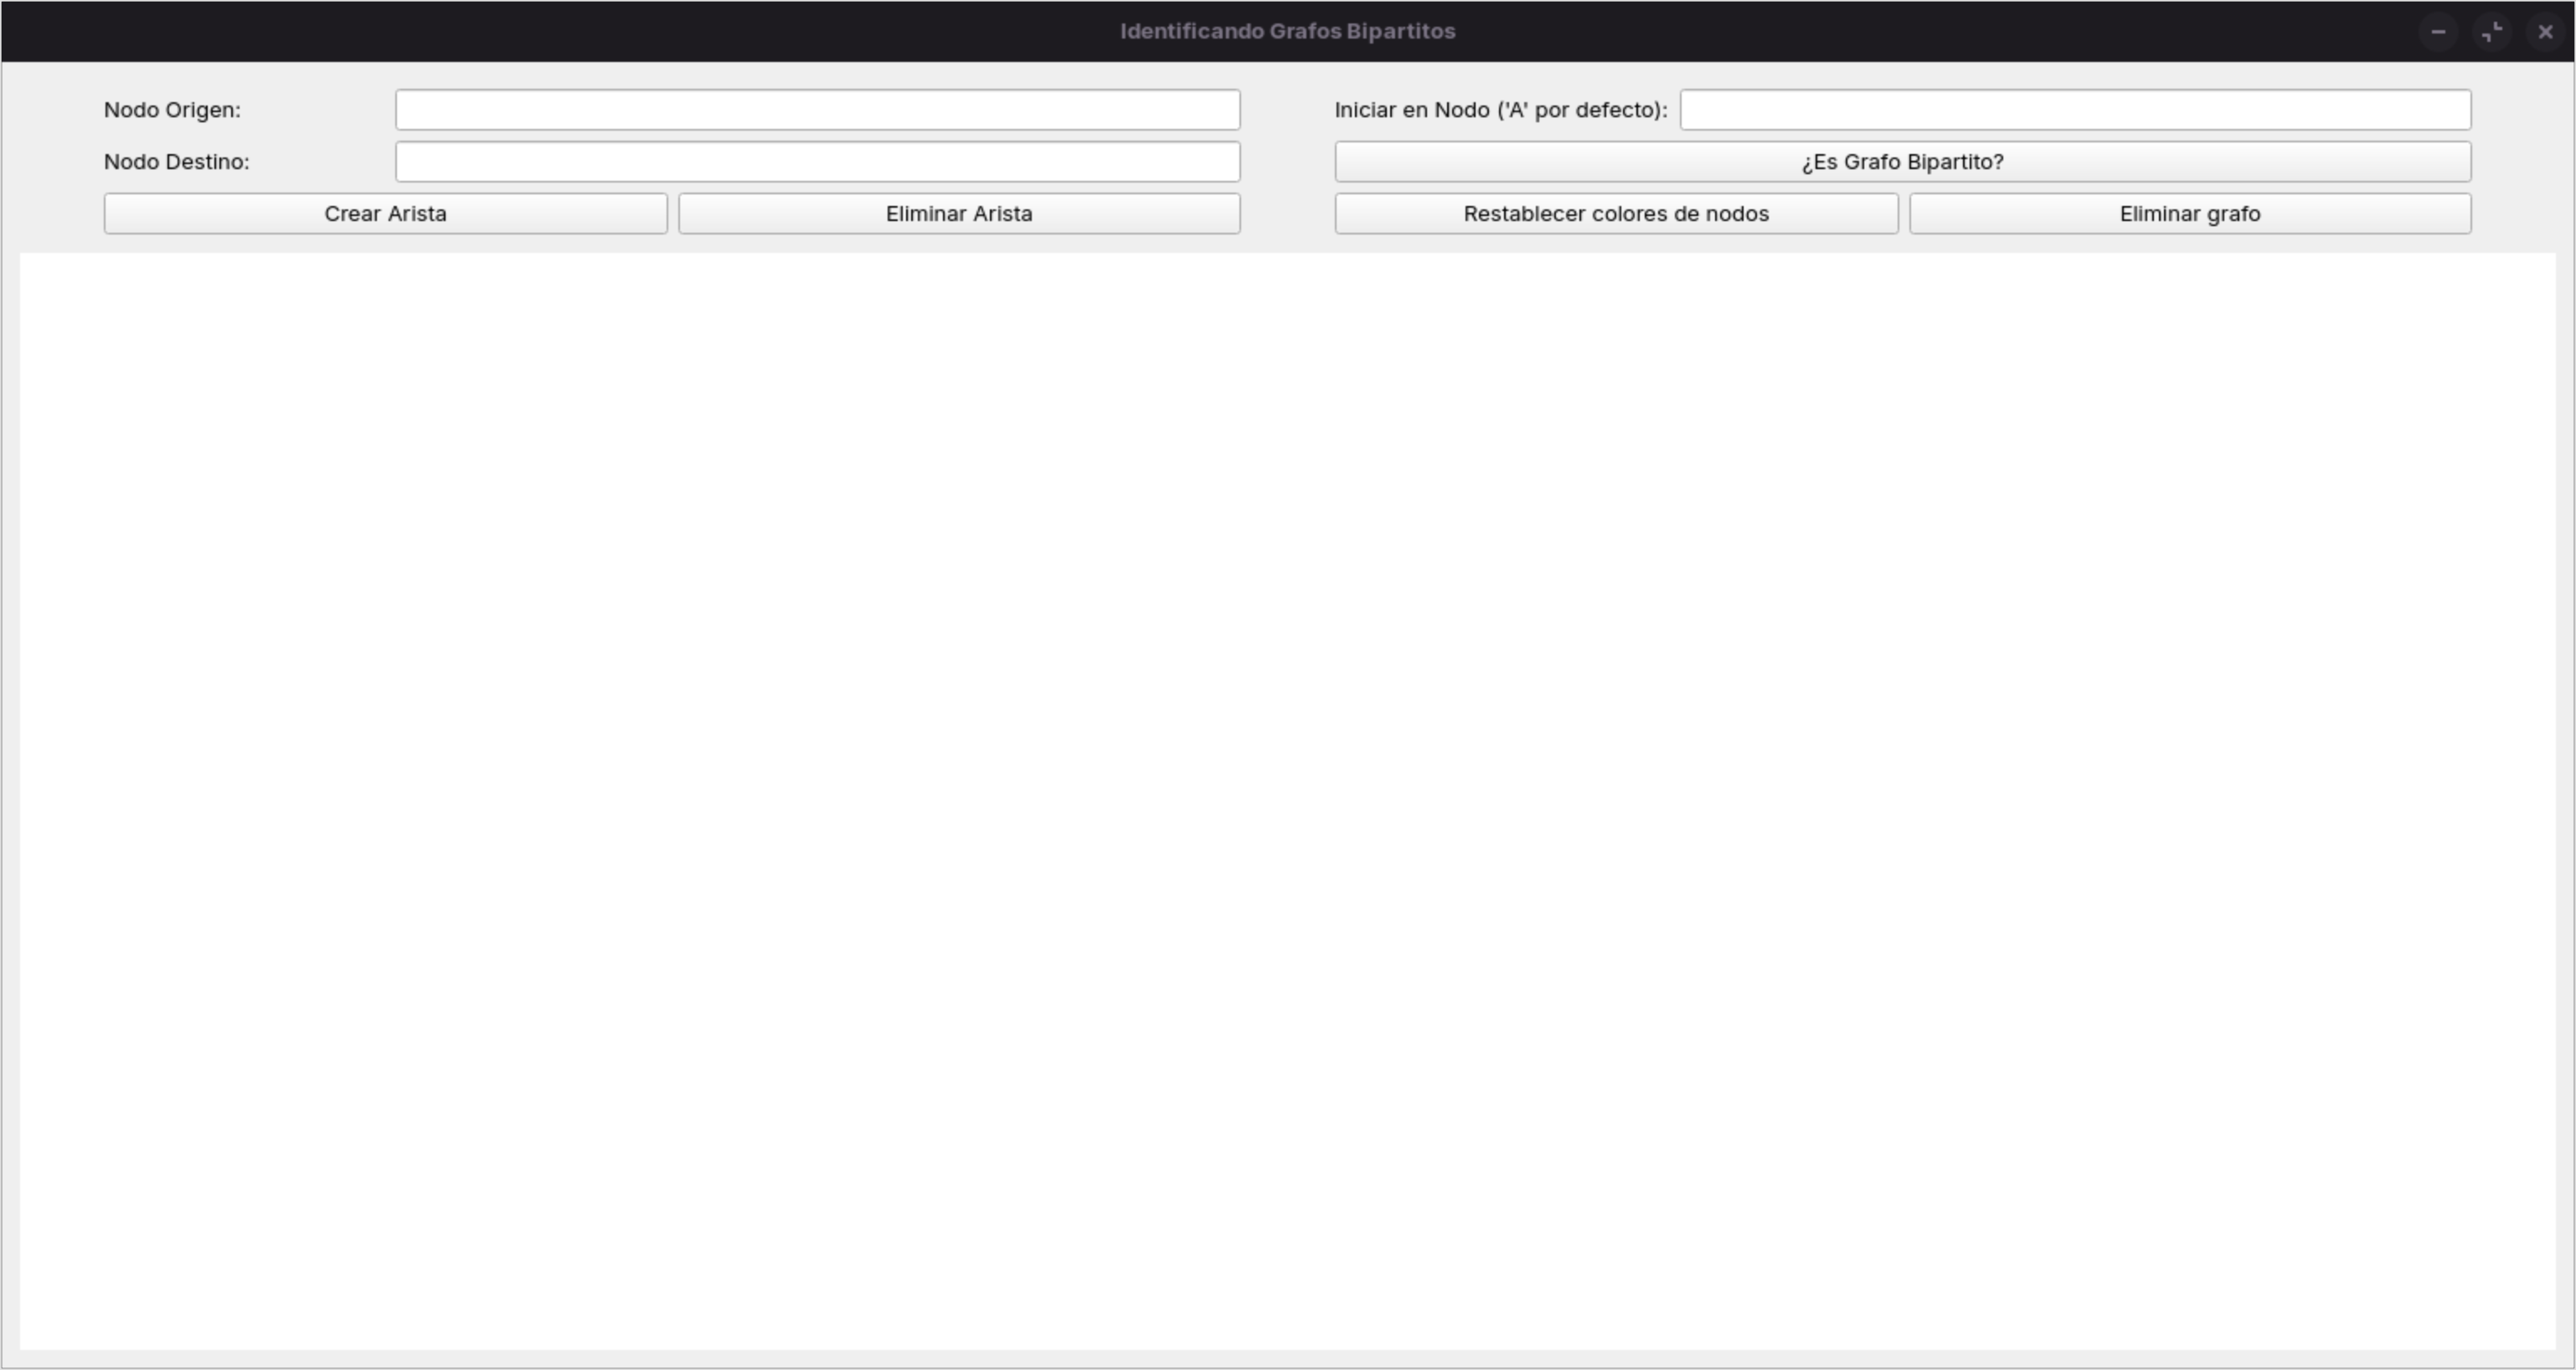 Identificando Grafos Bipartitos
Nodo Origen:
Iniciar en Nodo ('A' por defecto):
Nodo Destino:
¿Es Grafo Bipartito?
Crear Arista
Eliminar Arista
Restablecer colores de nodos
Eliminar grafo